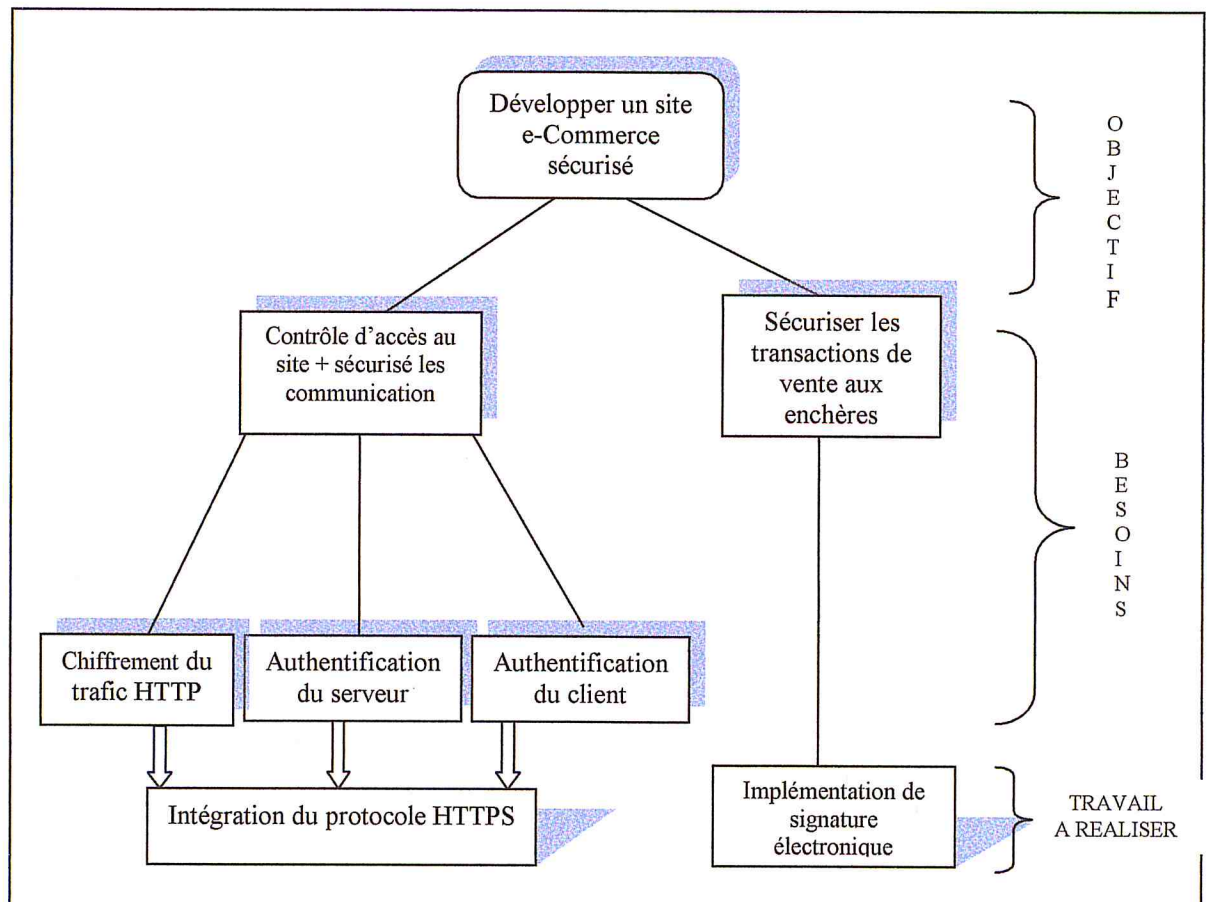 Développer un site
e-Commerce
sécurisé
O
B
J
E
C
T
I
F
Contrôle d'accès au
site + sécurisé les
communication
Sécuriser les
transactions de
vente aux
enchères
B
E
S
O
I
N
S
Chiffrement du
trafic HTTP
Authentification
du serveur
Authentification
du client
Intégration du protocole HTTPS
Implémentation de
signature
électronique
TRAVAIL
A REALISER